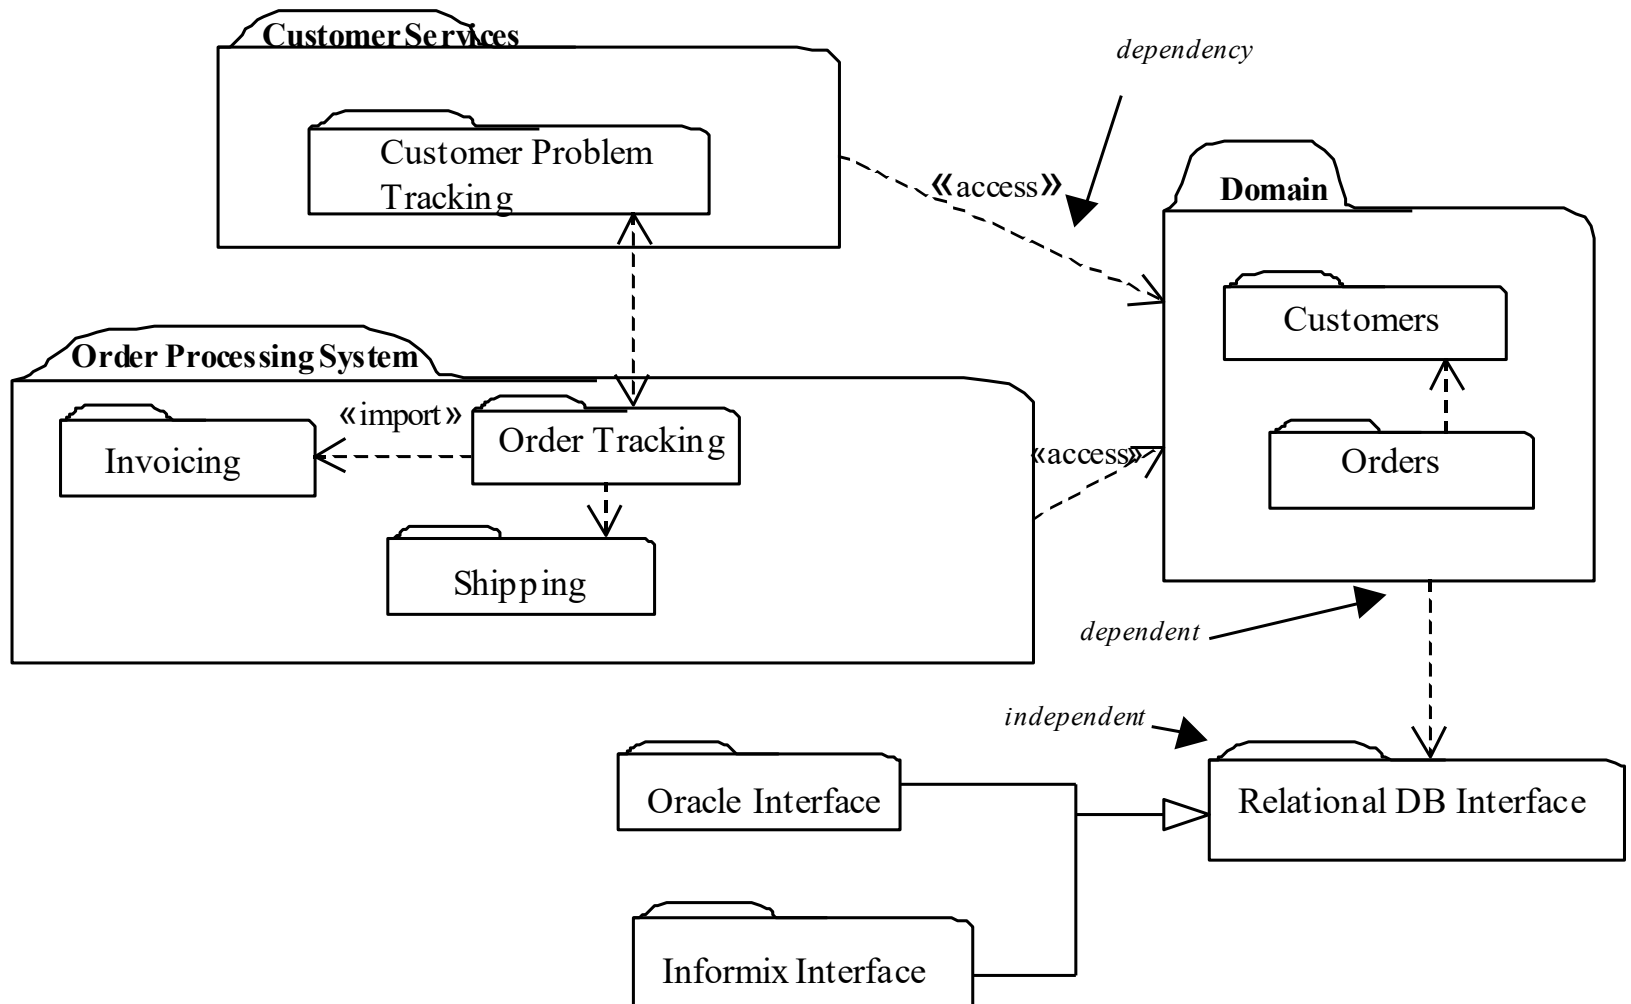 Customer Services
dependency
Customer Problem
Tracking
«access»
Domain
Customers
Order Processing System
«import»
Order Tracking
Invoicing
«access»
Orders
Shipping
dependent
independent
Oracle Interface
Relational DB Interface
Informix Interface